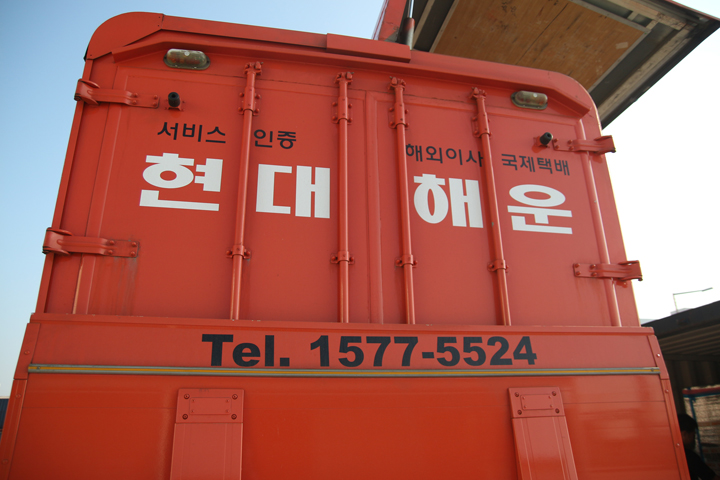 서비스 인증 해외이사 국제택배
현대해운
Tel. 1577-5524